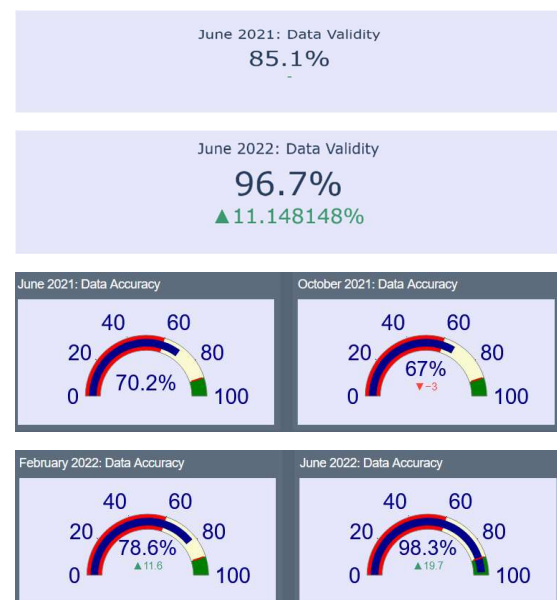 June 2021: Data Validity
85.1%
-
June 2022: Data Validity
96.7%
▲11.148148%
June 2021: Data Accuracy
0 20 40 60 80 100
70.2%
October 2021: Data Accuracy
0 20 40 60 80 100
67%
▼−3
February 2022: Data Accuracy
0 20 40 60 80 100
78.6%
▲11.6
June 2022: Data Accuracy
0 20 40 60 80 100
98.3%
▲19.7